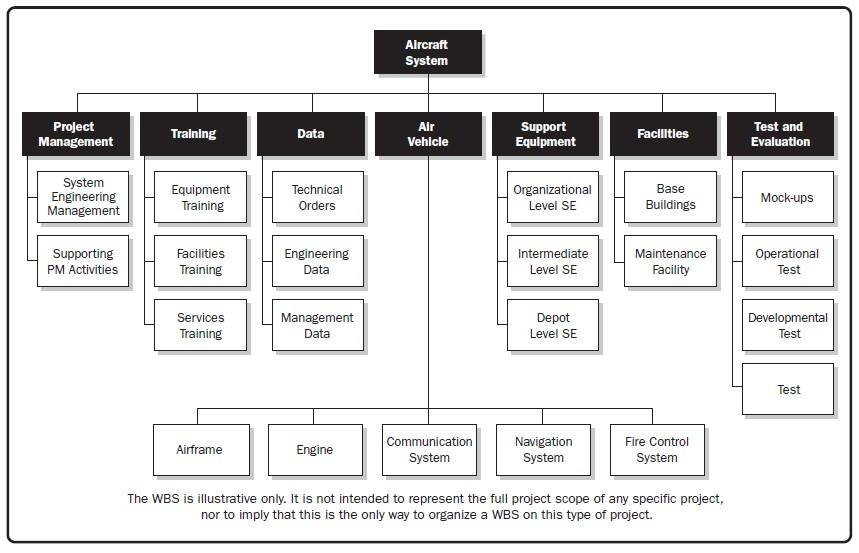 Aircraft
System
Project
Management
Training
Data
Air
Vehicle
Support
Equipment
Facilities
Test and
Evaluation
System
Engineering
Management
Supporting
PM Activities
Equipment
Training
Facilities
Training
Services
Training
Technical
Orders
Engineering
Data
Management
Data
Organizational
Level SE
Intermediate
Level SE
Depot
Level SE
Base
Buildings
Maintenance
Facility
Mock-ups
Operational
Test
Developmental
Test
Test
Airframe
Engine
Communication
System
Navigation
System
Fire Control
System
The WBS is illustrative only. It is not intended to represent the full project scope of any specific project,
nor to imply that this is the only way to organize a WBS on this type of project.